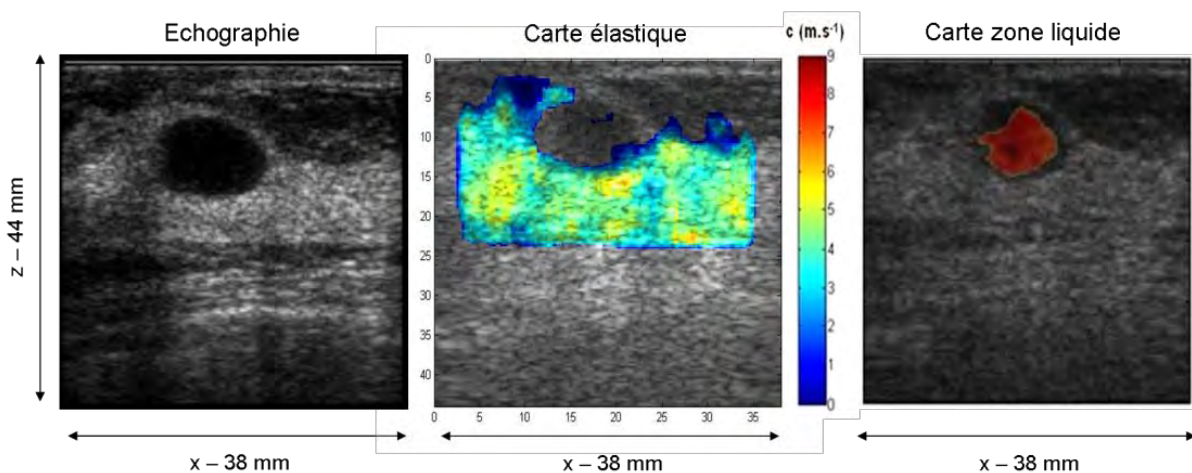 Echographie
Carte élastique
c (m.s-1)
Carte zone liquide
z – 44 mm
0
5
10
15
20
25
30
35
40
0 5 10 15 20 25 30 35
9
8
7
6
5
4
3
2
1
0
x – 38 mm
x – 38 mm
x – 38 mm